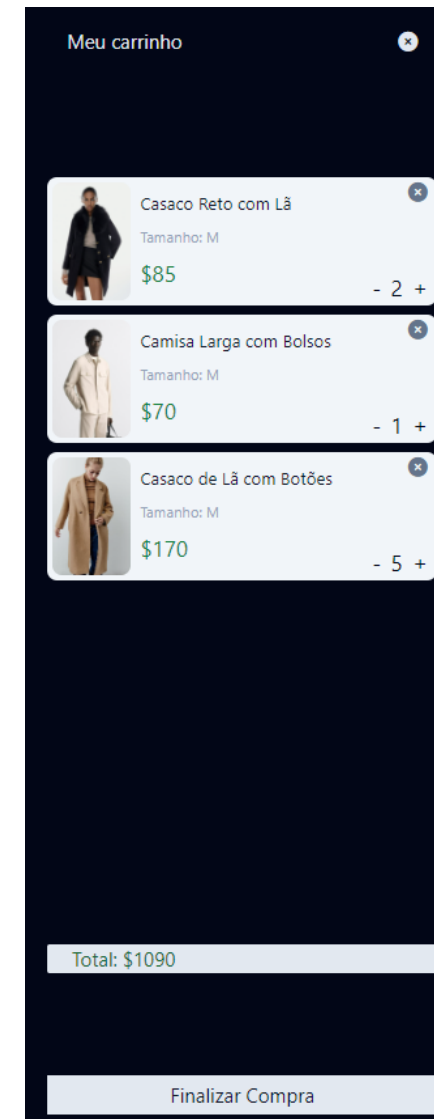 Meu carrinho
Casaco Reto com Lã
Tamanho: M
$85
- 2 +
Camisa Larga com Bolsos
Tamanho: M
$70
- 1 +
Casaco de Lã com Botões
Tamanho: M
$170
- 5 +
Total: $1090
Finalizar Compra